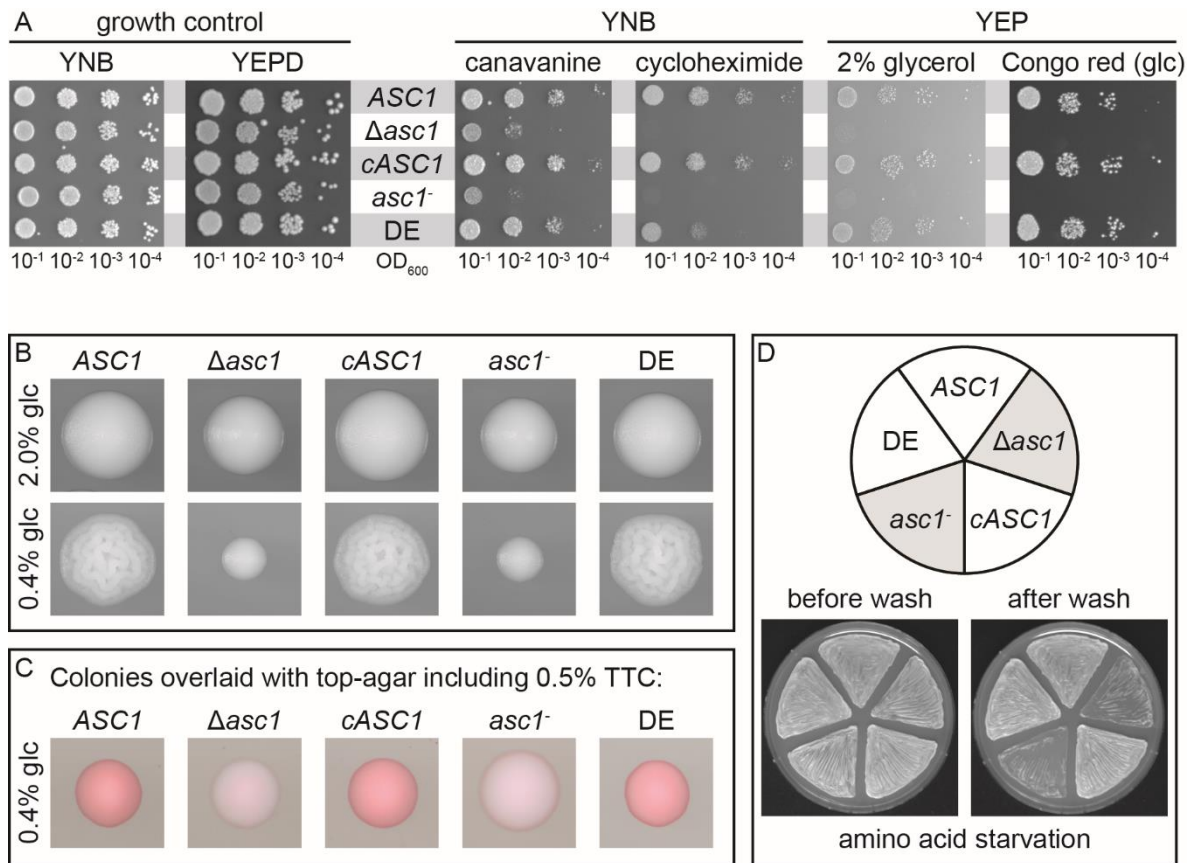 A
growth control YNB YEP
YNB YEPD canavanine cycloheximide 2% glycerol Congo red (glc)
ASC1
Δasc1
cASC1
asc1-
DE
10-1 10-2 10-3 10-4 10-1 10-2 10-3 10-4 OD600 10-1 10-2 10-3 10-4 10-1 10-2 10-3 10-4 10-1 10-2 10-3 10-4 10-1 10-2 10-3 10-4
B
ASC1 Δasc1 cASC1 asc1- DE
2.0% glc
0.4% glc
C Colonies overlaid with top-agar including 0.5% TTC:
ASC1 Δasc1 cASC1 asc1- DE
0.4% glc
D
ASC1
DE Δasc1
asc1- cASC1
before wash after wash
amino acid starvation